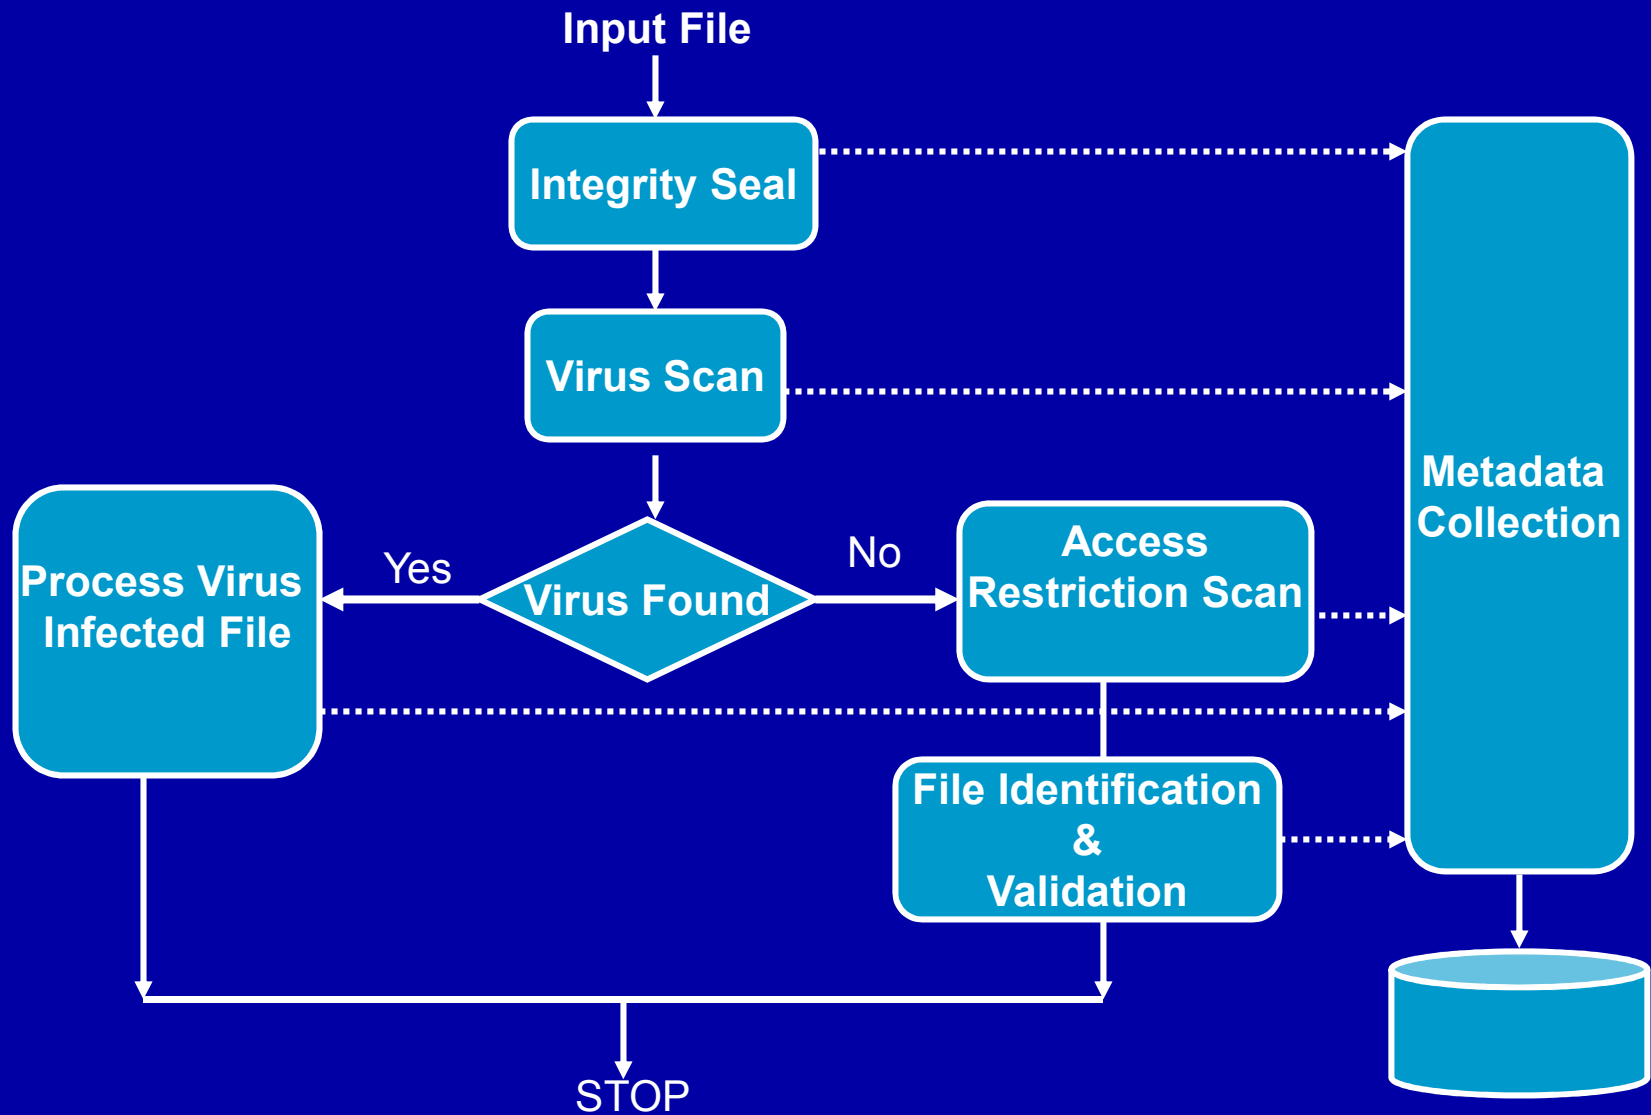 Input File
Integrity Seal
Virus Scan
Metadata
Collection
Access
Restriction Scan
No
Yes
Virus Found
Process Virus
Infected File
File Identification
&
Validation
STOP